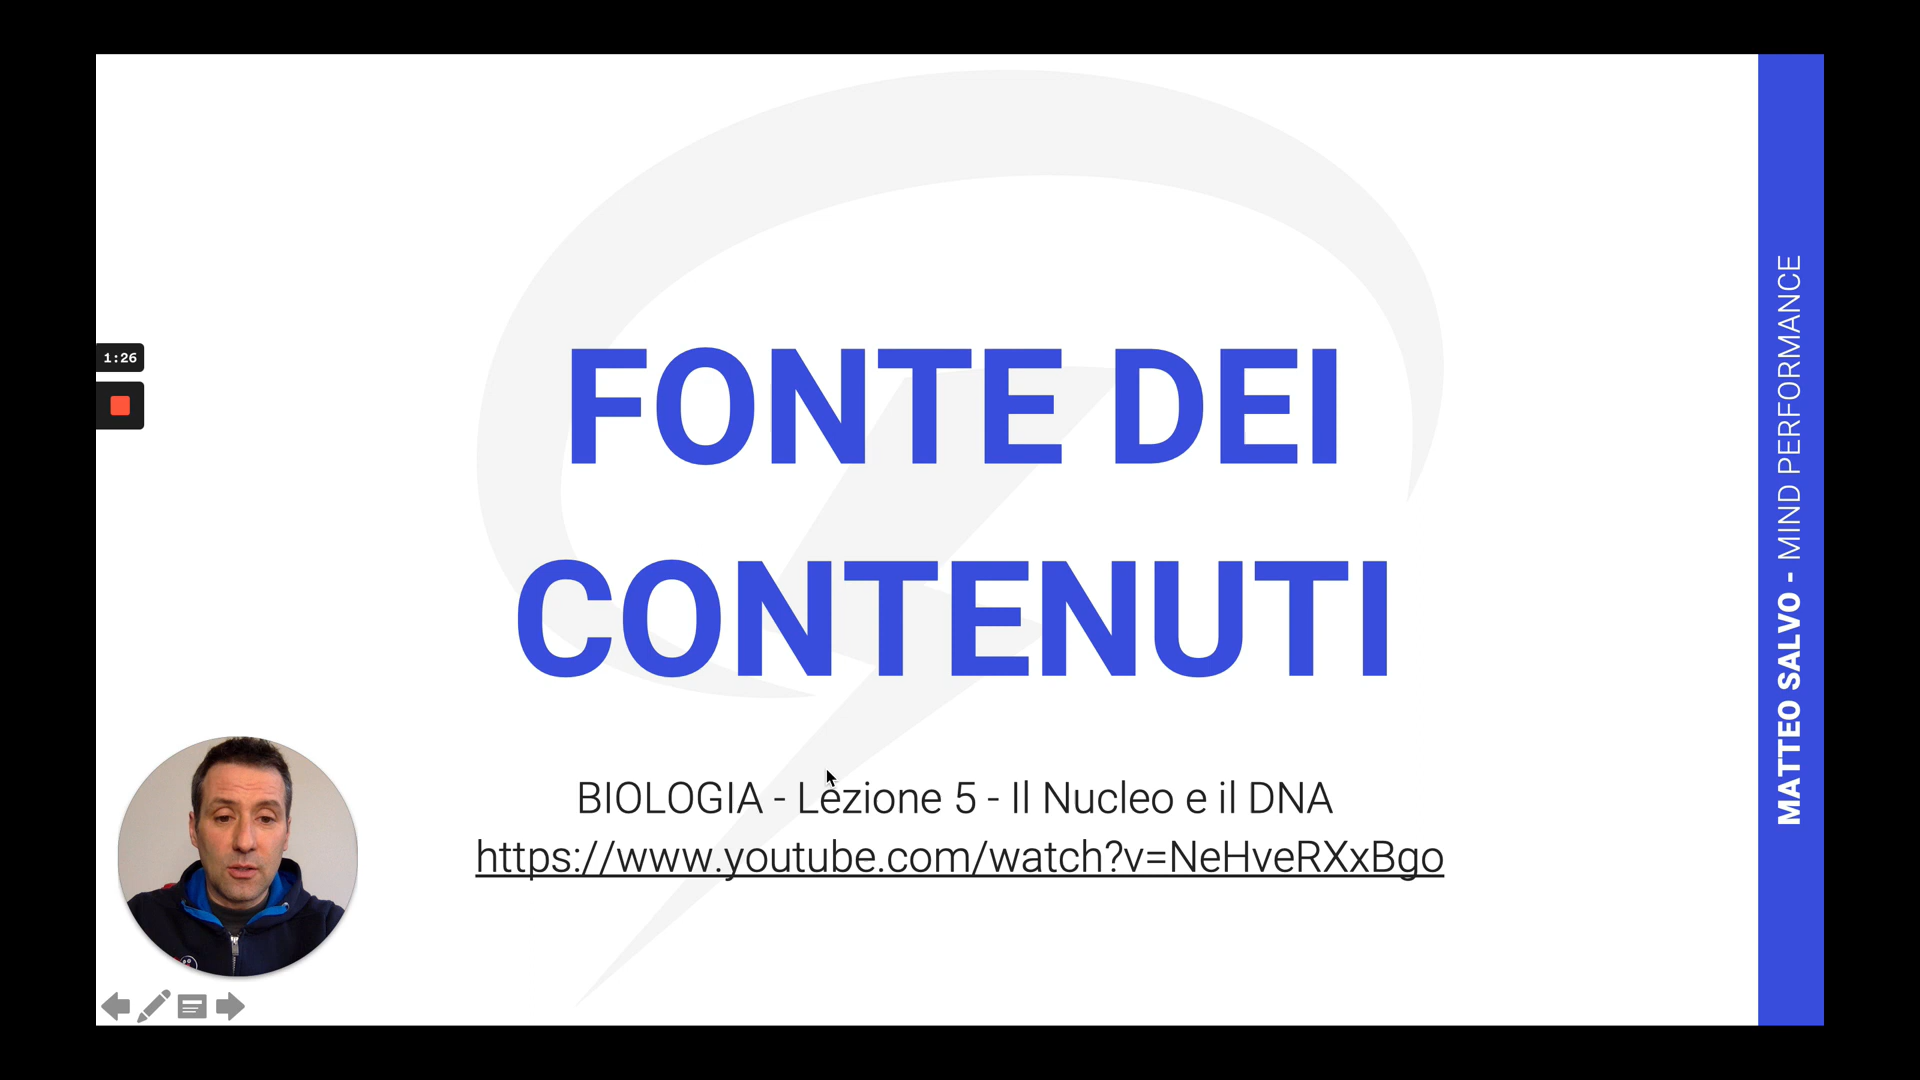 1:26
FONTE DEI
CONTENUTI
BIOLOGIA - Lezione 5 - Il Nucleo e il DNA
https://www.youtube.com/watch?v=NeHveRXxBgo
MATTEO SALVO - MIND PERFORMANCE